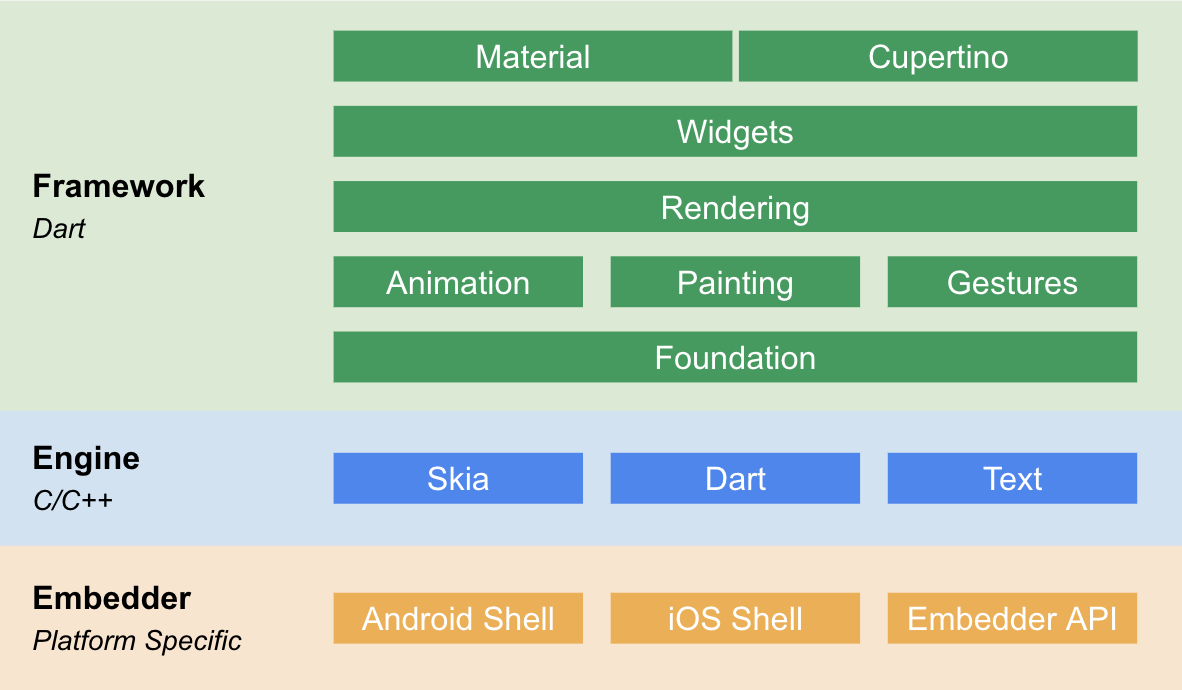 Material
Cupertino
Widgets
Framework
Dart
Rendering
Animation
Painting
Gestures
Foundation
Engine
C/C++
Skia
Dart
Text
Embedder
Platform Specific
Android Shell
iOS Shell
Embedder API